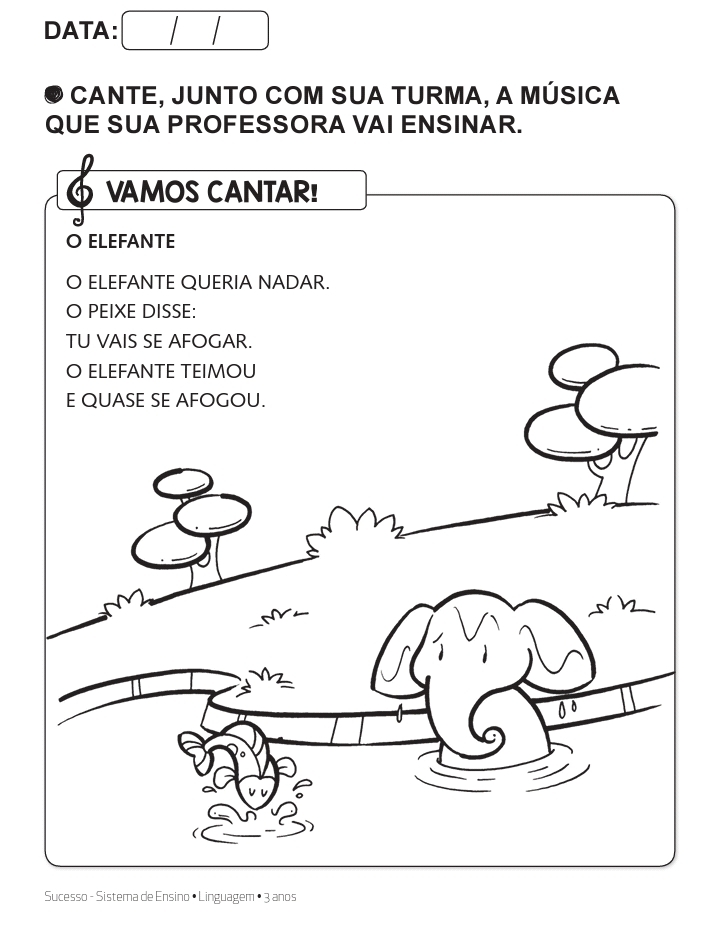 DATA: / /
CANTE, JUNTO COM SUA TURMA, A MÚSICA
QUE SUA PROFESSORA VAI ENSINAR.
VAMOS CANTAR!
O ELEFANTE
O ELEFANTE QUERIA NADAR.
O PEIXE DISSE:
TU VAIS SE AFOGAR.
O ELEFANTE TEIMOU
E QUASE SE AFOGOU.
Sucesso - Sistema de Ensino • Linguagem • 3 anos